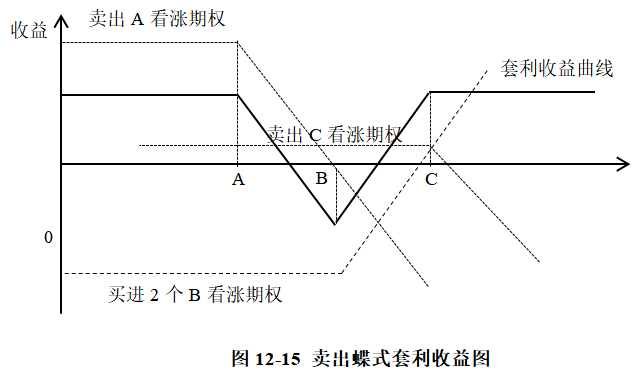 卖出 A 看涨期权
收益
套利收益曲线
卖出 C 看涨期权
A
B
C
0
买进 2 个 B 看涨期权
图 12-15 卖出蝶式套利收益图